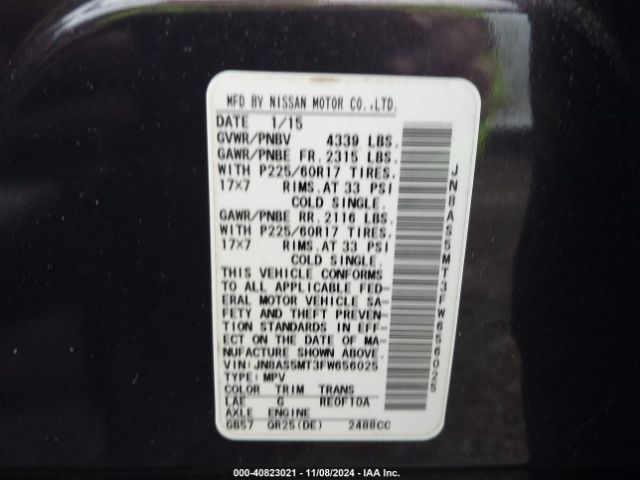 MFD BY NISSAN MOTOR CO.,LTD.
DATE 1/15
GVWR/PNBV 4339 LBS.
GAWR/PNBE FR. 2315 LBS.
WITH P225/60R17 TIRES.
17×7 RIMS.AT 33 PSI
COLD SINGLE.
GAWR/PNBE RR. 2116 LBS.
WITH P225/60R17 TIRES.
17×7 RIMS.AT 33 PSI
COLD SINGLE.
THIS VEHICLE CONFORMS
TO ALL APPLICABLE FED-
ERAL MOTOR VEHICLE SA-
FETY AND THEFT PREVEN-
TION STANDARDS IN EFF-
ECT ON THE DATE OF MA-
NUFACTURE SHOWN ABOVE.
VIN:JN8AS5MT3FW656025
TYPE:MPV
COLOR TRIM TRANS
LAE G RE0F10A
AXLE ENGINE
GB57 QR25(DE) 2488CC
JN8AS5MT3FW656025
000-40823021 - 11/08/2024 - IAA Inc.